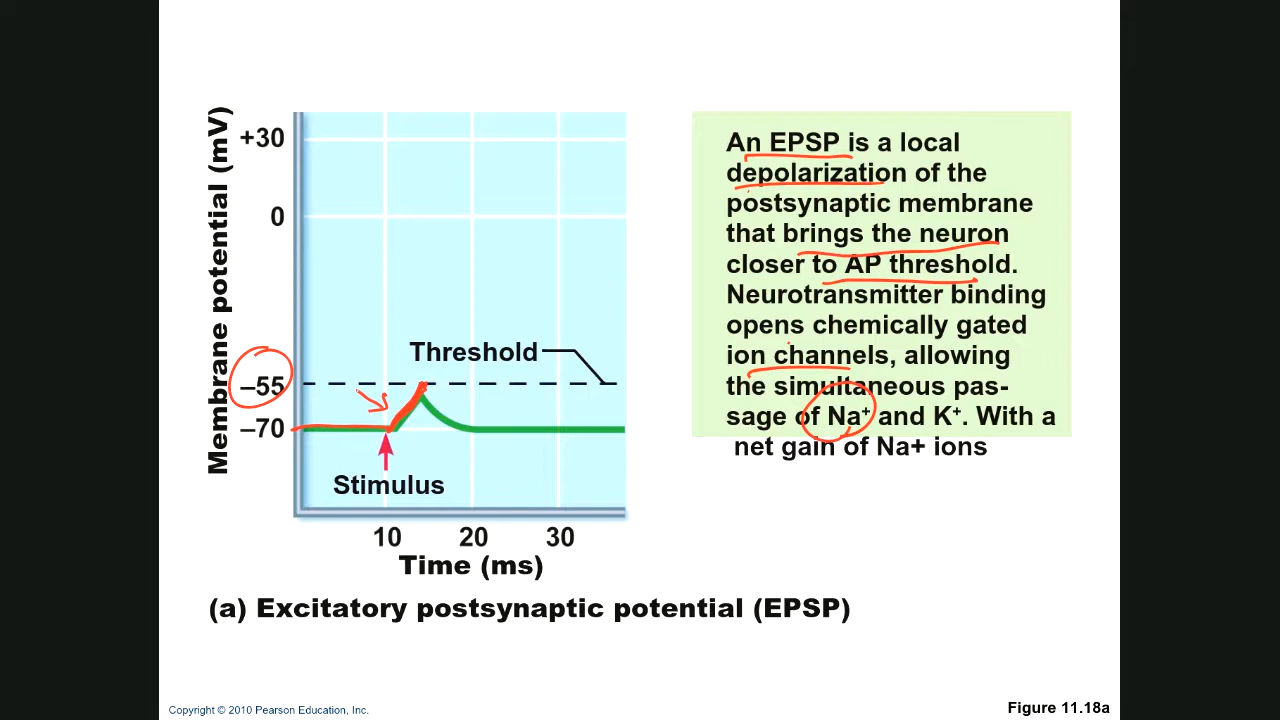 Membrane potential (mV)
+30
0
–55
–70
Threshold
Stimulus
10 20 30
Time (ms)
An EPSP is a local
depolarization of the
postsynaptic membrane
that brings the neuron
closer to AP threshold.
Neurotransmitter binding
opens chemically gated
ion channels, allowing
the simultaneous pas-
sage of Na⁺ and K⁺. With a
net gain of Na+ ions
(a) Excitatory postsynaptic potential (EPSP)
Copyright © 2010 Pearson Education, Inc.
Figure 11.18a